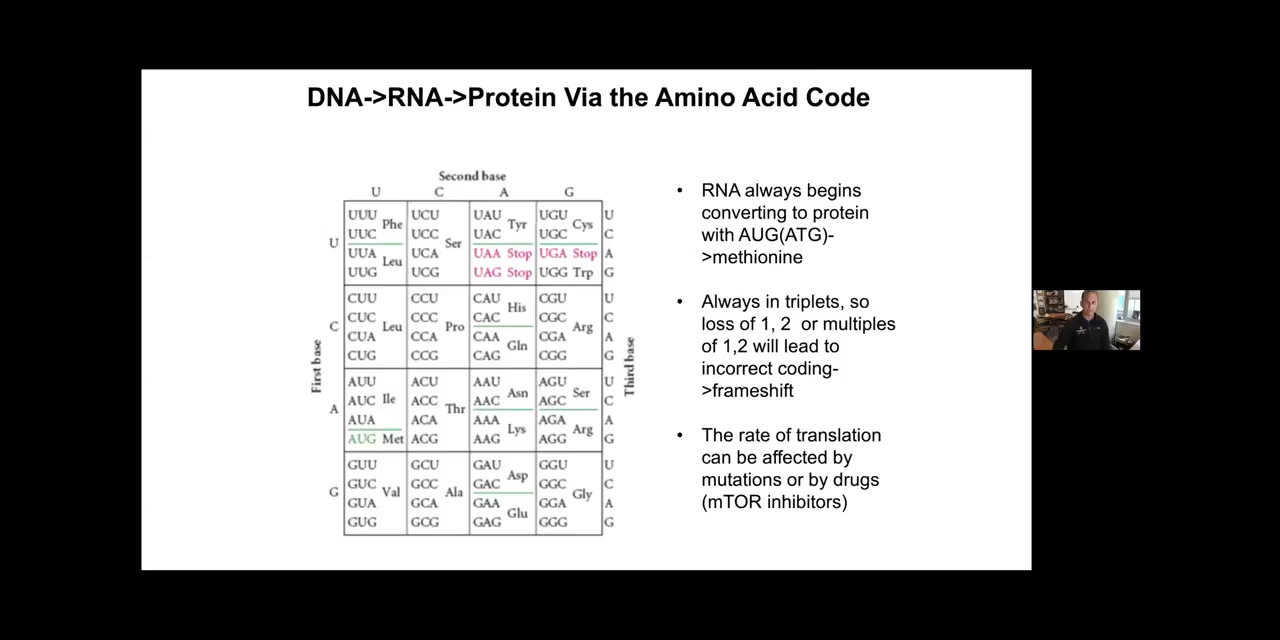 DNA->RNA->Protein Via the Amino Acid Code
Second base
U C A G
First base
U
UUU UCU UAU UGU U
Phe Tyr Cys
UUC UCC UAC UGC C
Ser
UUA UCA UAA Stop UGA Stop A
Leu
UUG UCG UAG Stop UGG Trp G
C
CUU CCU CAU CGU U
His
CUC CCC CAC CGC C
Leu Pro Arg
CUA CCA CAA CGA A
Gln
CUG CCG CAG CGG G
A
AUU ACU AAU AGU U
Ile Asn Ser
AUC ACC AAC AGC C
Thr
AUA ACA AAA AGA A
Lys Arg
AUG Met ACG AAG AGG G
G
GUU GCU GAU GGU U
Asp
GUC GCC GAC GGC C
Val Ala Gly
GUA GCA GAA GGA A
Glu
GUG GCG GAG GGG G
Third base
• RNA always begins
converting to protein
with AUG(ATG)-
>methionine
• Always in triplets, so
loss of 1, 2 or multiples
of 1,2 will lead to
incorrect coding-
>frameshift
• The rate of translation
can be affected by
mutations or by drugs
(mTOR inhibitors)